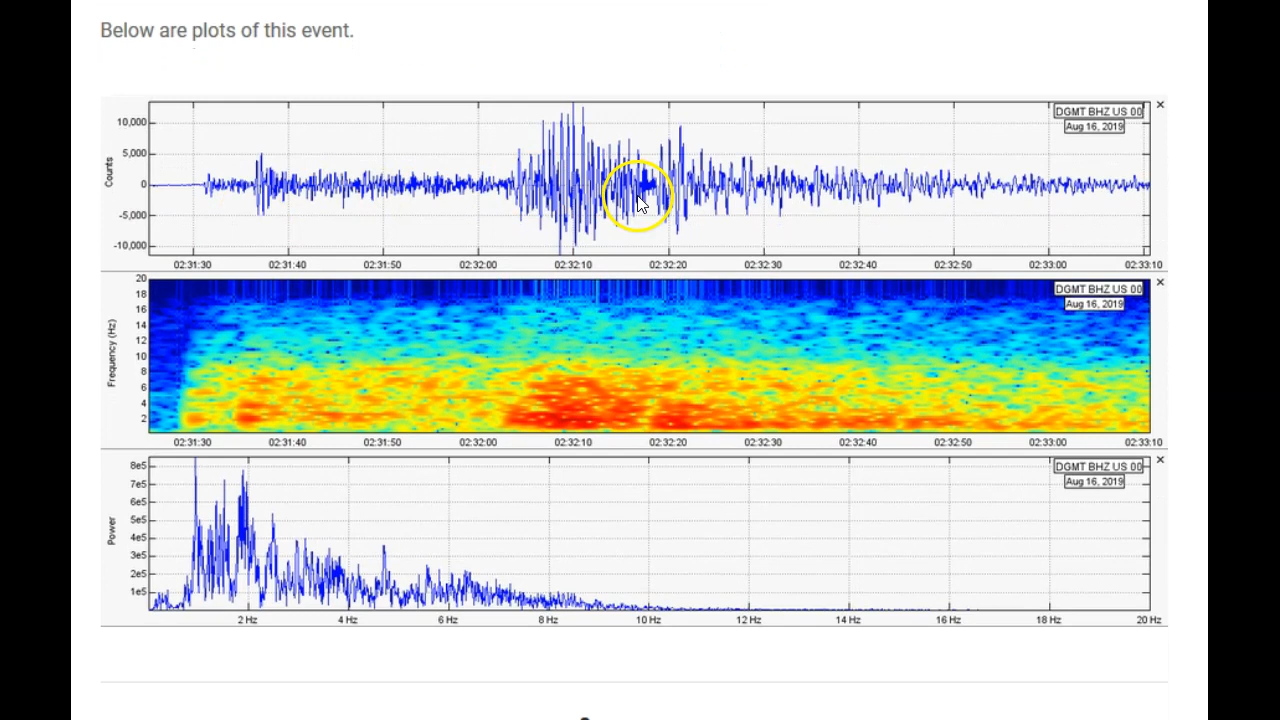 Below are plots of this event.
DGMT BHZ US 00
Aug 16, 2019
Counts
10,000
5,000
0
-5,000
-10,000
02:31:30 02:31:40 02:31:50 02:32:00 02:32:10 02:32:20 02:32:30 02:32:40 02:32:50 02:33:00 02:33:10
DGMT BHZ US 00
Aug 16, 2019
Frequency (Hz)
20
18
16
14
12
10
8
6
4
2
02:31:30 02:31:40 02:31:50 02:32:00 02:32:10 02:32:20 02:32:30 02:32:40 02:32:50 02:33:00 02:33:10
DGMT BHZ US 00
Aug 16, 2019
Power
8e5
7e5
6e5
5e5
4e5
3e5
2e5
1e5
2 Hz 4 Hz 6 Hz 8 Hz 10 Hz 12 Hz 14 Hz 16 Hz 18 Hz 20 Hz